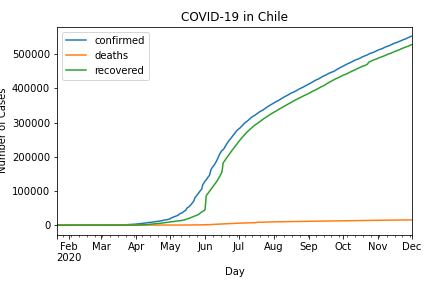 COVID-19 in Chile
confirmed
deaths
recovered
500000
400000
300000
200000
100000
0
Number of Cases
Feb Mar Apr May Jun Jul Aug Sep Oct Nov Dec
2020
Day